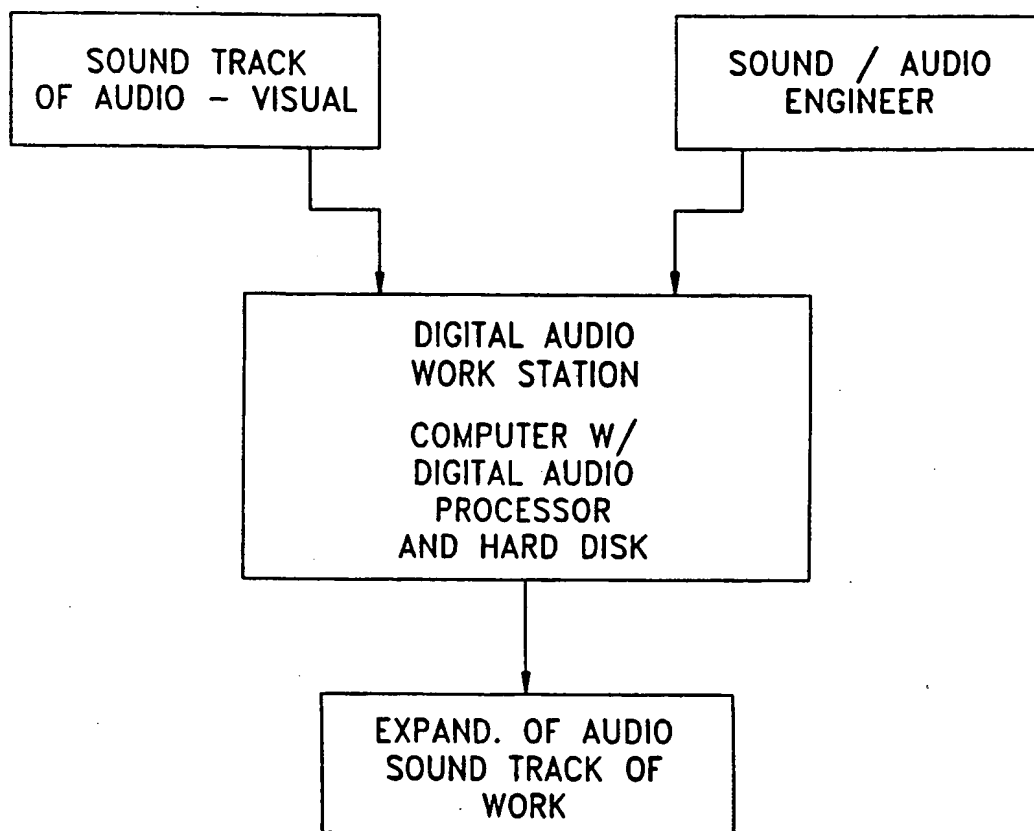 SOUND TRACK
OF AUDIO - VISUAL
SOUND / AUDIO
ENGINEER
DIGITAL AUDIO
WORK STATION
COMPUTER W/
DIGITAL AUDIO
PROCESSOR
AND HARD DISK
EXPAND. OF AUDIO
SOUND TRACK OF
WORK